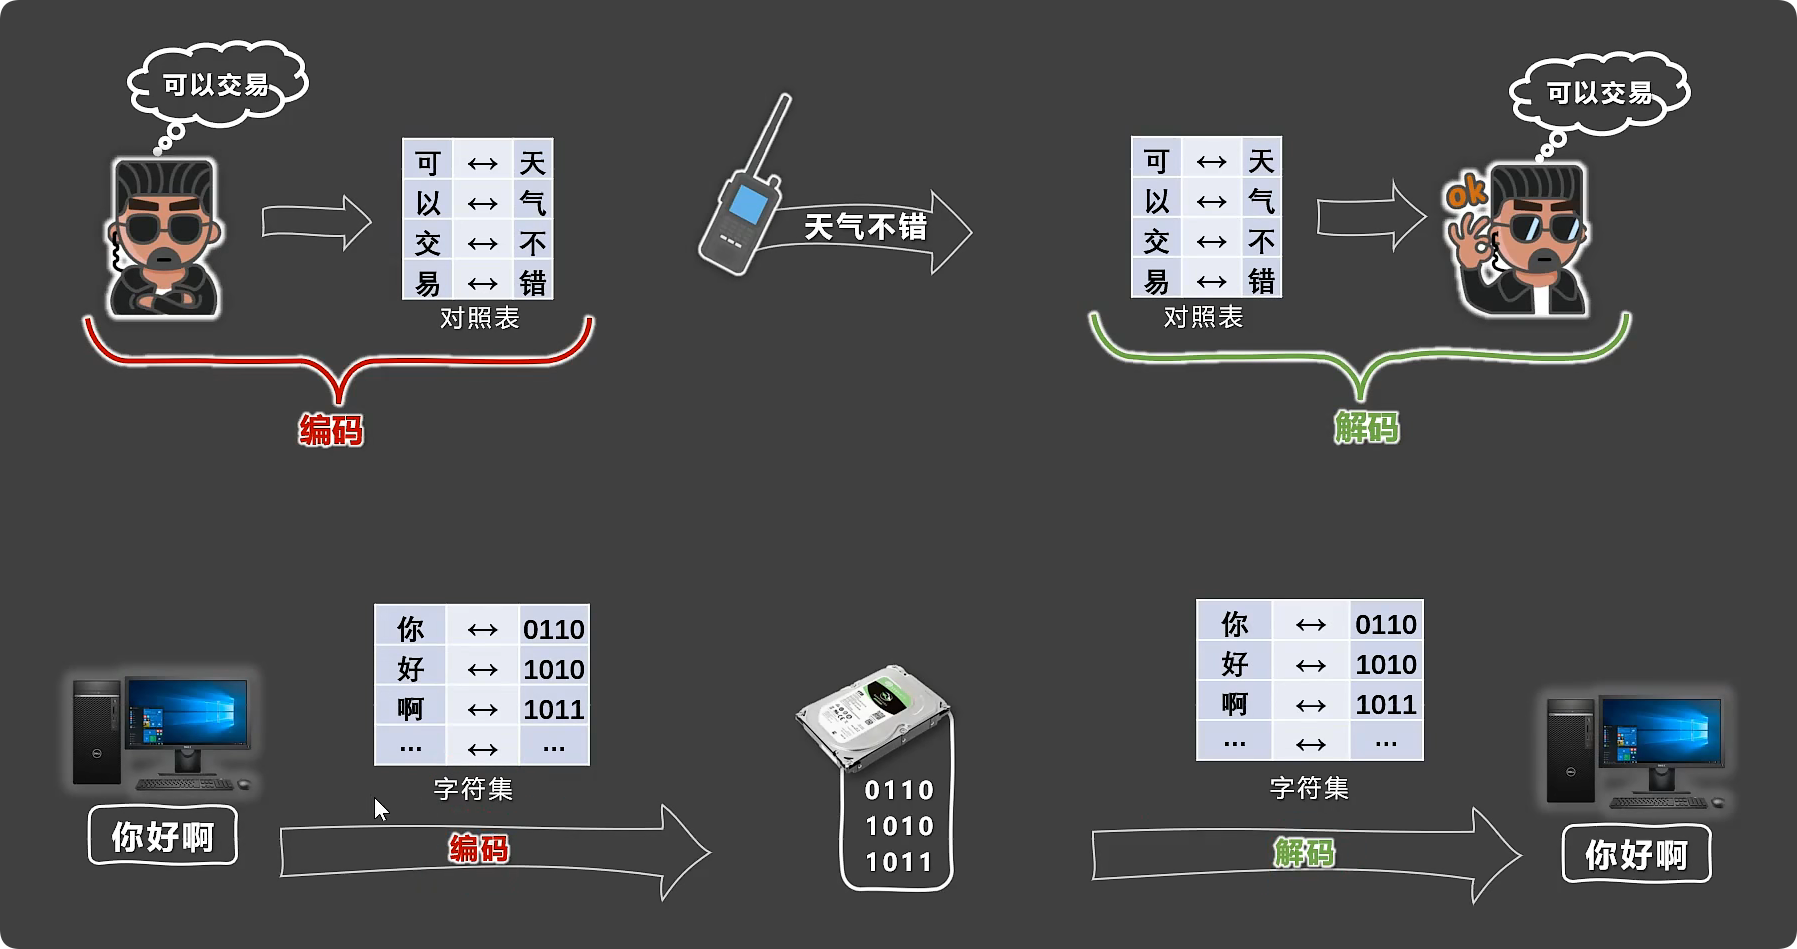 可以交易
可以交易
可 ↔ 天
以 ↔ 气
交 ↔ 不
易 ↔ 错
对照表
天气不错
可 ↔ 天
以 ↔ 气
交 ↔ 不
易 ↔ 错
对照表
ok
编码
解码
你 ↔ 0110
好 ↔ 1010
啊 ↔ 1011
... ↔ ...
字符集
你好啊
编码
0110
1010
1011
你 ↔ 0110
好 ↔ 1010
啊 ↔ 1011
... ↔ ...
字符集
解码
你好啊